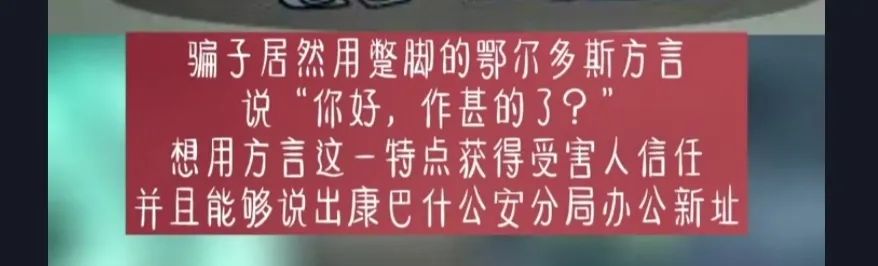 骗子居然用蹩脚的鄂尔多斯方言
说“你好，作甚的了？”
想用方言这一特点获得受害人信任
并且能够说出康巴什公安分局办公新址